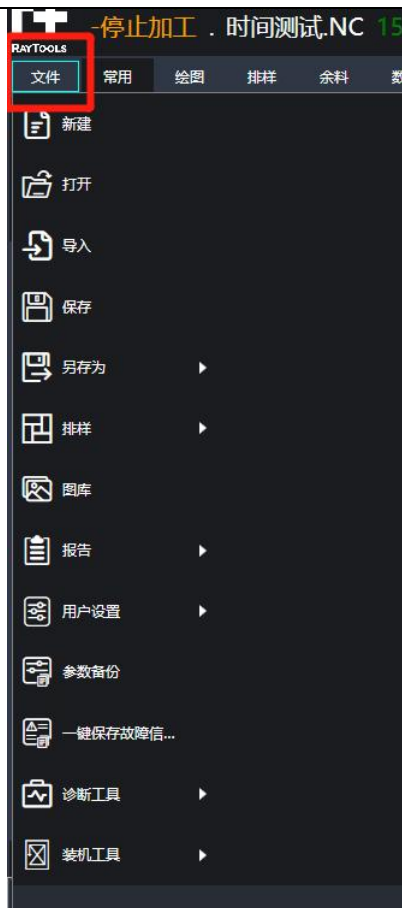 -停止加工 . 时间测试.NC 15
RAYTOOLS
文件 常用 绘图 排样 余料 数
新建
打开
导入
保存
另存为
排样
图库
报告
用户设置
参数备份
一键保存故障信...
诊断工具
装机工具